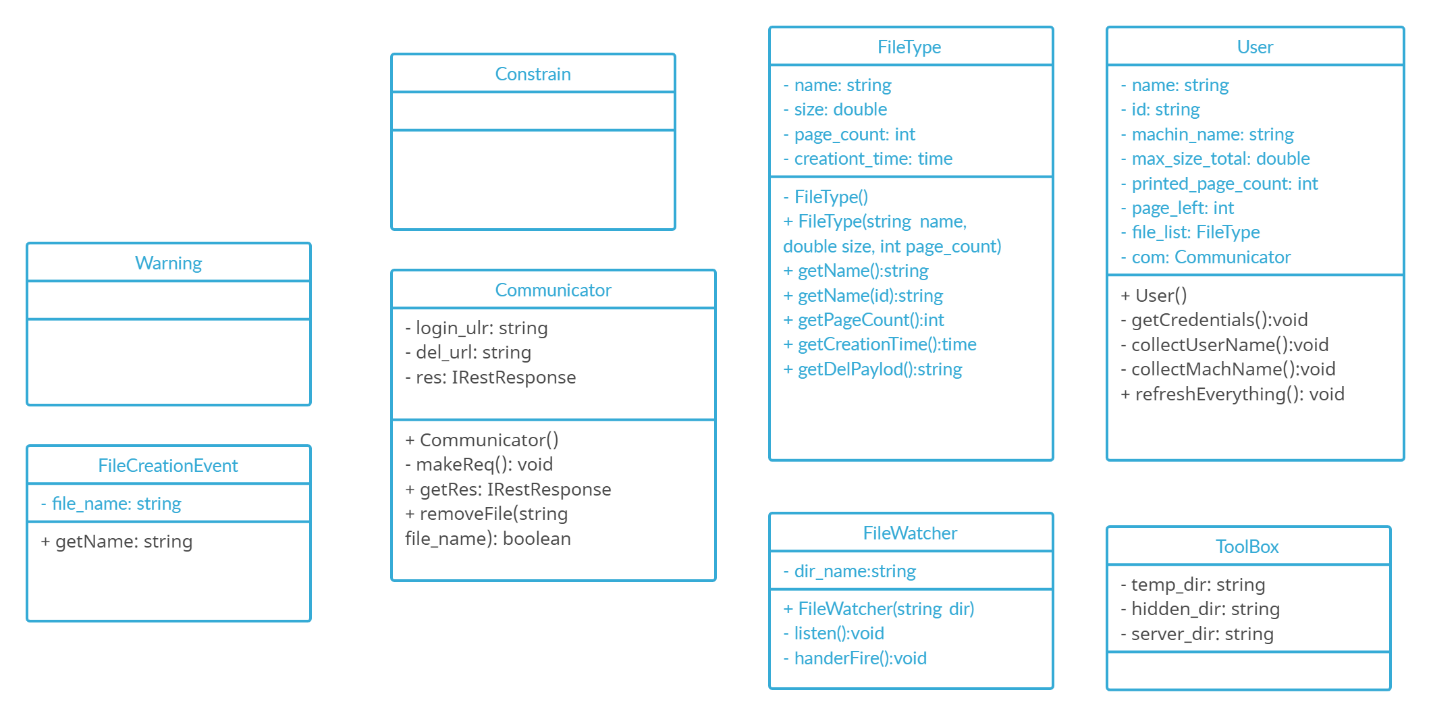 Constrain
Warning
FileCreationEvent
- file_name: string
+ getName: string
Communicator
- login_ulr: string
- del_url: string
- res: IRestResponse
+ Communicator()
- makeReq(): void
+ getRes: IRestResponse
+ removeFile(string
file_name): boolean
FileType
- name: string
- size: double
- page_count: int
- creationt_time: time
- FileType()
+ FileType(string name,
double size, int page_count)
+ getName():string
+ getName(id):string
+ getPageCount():int
+ getCreationTime():time
+ getDelPaylod():string
FileWatcher
- dir_name:string
+ FileWatcher(string dir)
- listen():void
- handerFire():void
User
- name: string
- id: string
- machin_name: string
- max_size_total: double
- printed_page_count: int
- page_left: int
- file_list: FileType
- com: Communicator
+ User()
- getCredentials():void
- collectUserName():void
- collectMachName():void
+ refreshEverything(): void
ToolBox
- temp_dir: string
- hidden_dir: string
- server_dir: string